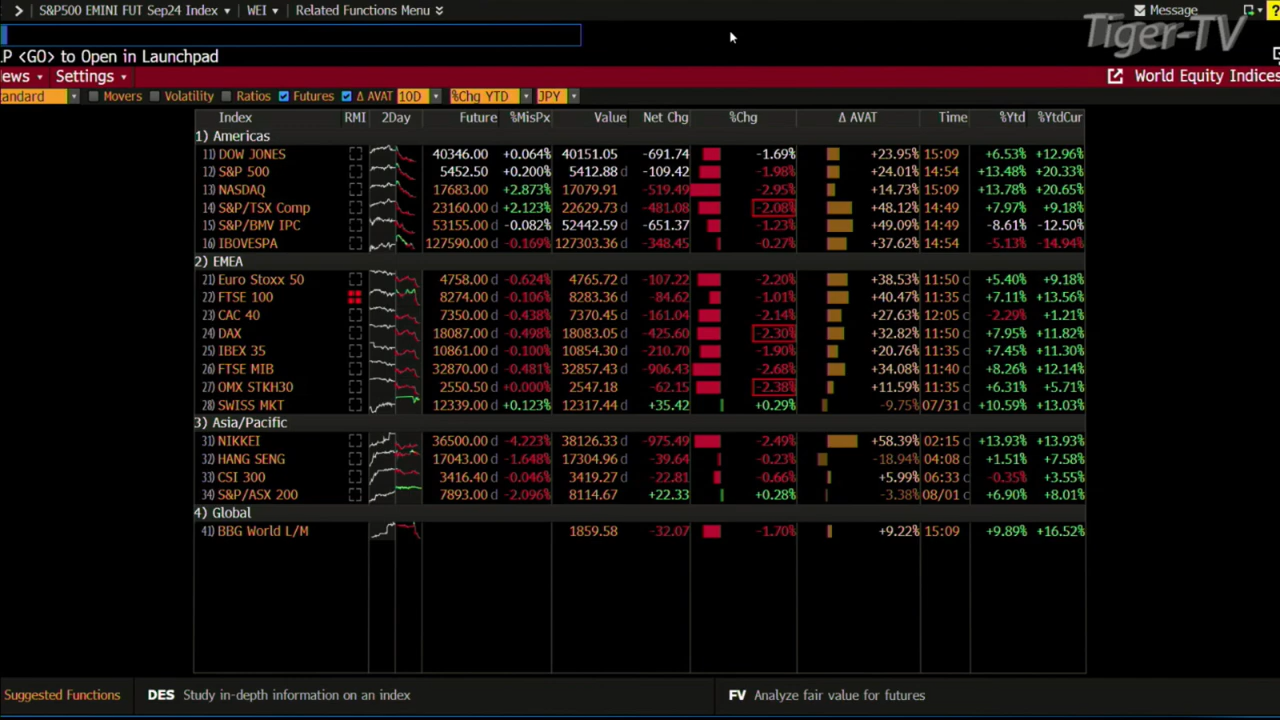 S&P500 EMINI FUT Sep24 Index ▾ WEI ▾ Related Functions Menu Message ▾ ?
Tiger-TV
.P <GO> to Open in Launchpad
ews ▾ Settings ▾ World Equity Indices
andard ▾ Movers Volatility Ratios Futures Δ AVAT 10D ▾ %Chg YTD ▾ JPY ▾
Index RMI 2Day Future %MisPx Value Net Chg %Chg Δ AVAT Time %Ytd %YtdCur
1) Americas
11) DOW JONES 40346.00 +0.064% 40151.05 -691.74 -1.69% +23.95% 15:09 +6.53% +12.96%
12) S&P 500 5452.50 +0.200% 5412.88 d -109.42 -1.98% +24.01% 14:54 +13.48% +20.33%
13) NASDAQ 17683.00 +2.873% 17079.91 -519.49 -2.95% +14.73% 15:09 +13.78% +20.65%
14) S&P/TSX Comp 23160.00 d +2.123% 22629.73 d -481.08 -2.08% +48.12% 14:49 +7.97% +9.18%
15) S&P/BMV IPC 53155.00 d -0.082% 52442.59 d -651.37 -1.23% +49.09% 14:49 -8.61% -12.50%
16) IBOVESPA 127590.00 d -0.169% 127303.36 d -348.45 -0.27% +37.62% 14:54 -5.13% -14.94%
2) EMEA
21) Euro Stoxx 50 4758.00 d -0.624% 4765.72 d -107.22 -2.20% +38.53% 11:50 c +5.40% +9.18%
22) FTSE 100 8274.00 d -0.106% 8283.36 d -84.62 -1.01% +40.47% 11:35 c +7.11% +13.56%
23) CAC 40 7350.00 d -0.438% 7370.45 d -161.04 -2.14% +27.63% 12:05 c -2.29% +1.21%
24) DAX 18087.00 d -0.498% 18083.05 d -425.60 -2.30% +32.82% 11:50 c +7.95% +11.82%
25) IBEX 35 10861.00 d -0.100% 10854.30 d -210.70 -1.90% +20.76% 11:35 c +7.45% +11.30%
26) FTSE MIB 32870.00 d -0.481% 32857.43 d -906.43 -2.68% +34.08% 11:40 c +8.26% +12.14%
27) OMX STKH30 2550.50 d +0.000% 2547.18 d -62.15 -2.38% +11.59% 11:35 c +6.31% +5.71%
28) SWISS MKT 12339.00 d +0.123% 12317.44 d +35.42 +0.29% -9.75% 07/31 c +10.59% +13.03%
3) Asia/Pacific
31) NIKKEI 36500.00 d -4.223% 38126.33 d -975.49 -2.49% +58.39% 02:15 c +13.93% +13.93%
32) HANG SENG 17043.00 d -1.648% 17304.96 d -39.64 -0.23% -18.94% 04:08 c +1.51% +7.58%
33) CSI 300 3416.40 d -0.046% 3419.27 d -22.81 -0.66% +5.99% 06:33 c -0.35% +3.55%
34) S&P/ASX 200 7893.00 d -2.096% 8114.67 +22.33 +0.28% -3.38% 08/01 c +6.90% +8.01%
4) Global
41) BBG World L/M 1859.58 -32.07 -1.70% +9.22% 15:09 +9.89% +16.52%
Suggested Functions DES Study in-depth information on an index FV Analyze fair value for futures